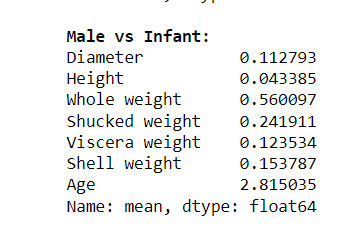 Male vs Infant:
Diameter 0.112793
Height 0.043385
Whole weight 0.560097
Shucked weight 0.241911
Viscera weight 0.123534
Shell weight 0.153787
Age 2.815035
Name: mean, dtype: float64